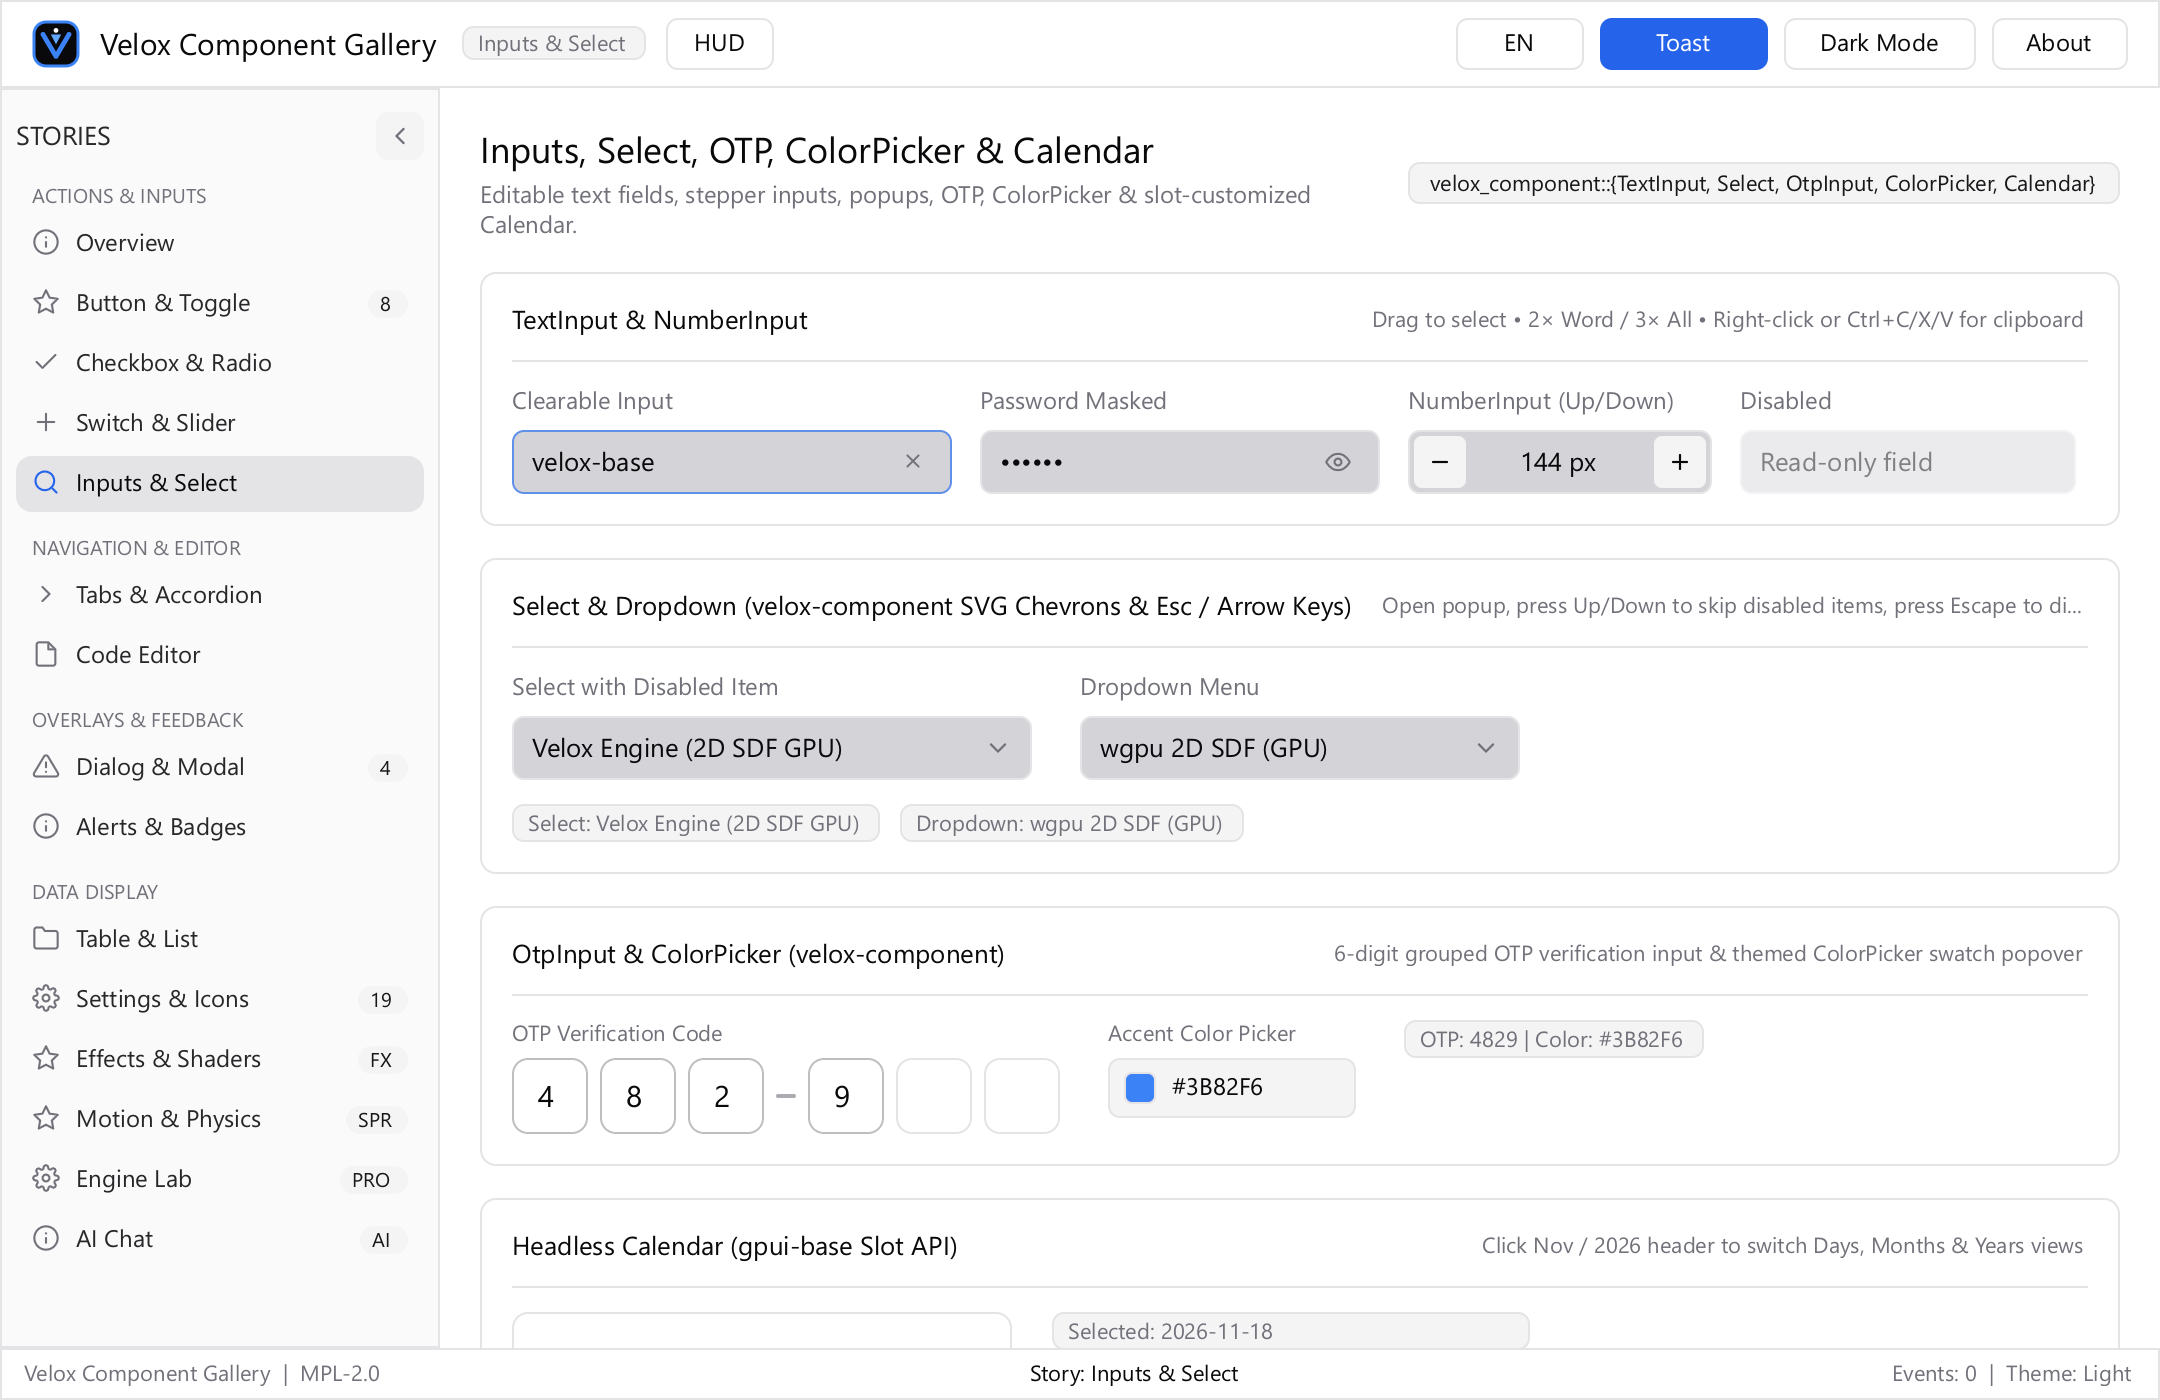 Velox Component Gallery
Inputs & Select
HUD
EN
Toast
Dark Mode
About
STORIES
ACTIONS & INPUTS
Overview
Button & Toggle
8
Checkbox & Radio
Switch & Slider
Inputs & Select
NAVIGATION & EDITOR
Tabs & Accordion
Code Editor
OVERLAYS & FEEDBACK
Dialog & Modal
4
Alerts & Badges
DATA DISPLAY
Table & List
Settings & Icons
19
Effects & Shaders
FX
Motion & Physics
SPR
Engine Lab
PRO
AI Chat
AI
Inputs, Select, OTP, ColorPicker & Calendar
Editable text fields, stepper inputs, popups, OTP, ColorPicker & slot-customized
Calendar.
velox_component::{TextInput, Select, OtpInput, ColorPicker, Calendar}
TextInput & NumberInput
Drag to select • 2× Word / 3× All • Right-click or Ctrl+C/X/V for clipboard
Clearable Input
Password Masked
NumberInput (Up/Down)
Disabled
velox-base
••••••
144 px
Read-only field
Select & Dropdown (velox-component SVG Chevrons & Esc / Arrow Keys)
Open popup, press Up/Down to skip disabled items, press Escape to di...
Select with Disabled Item
Dropdown Menu
Velox Engine (2D SDF GPU)
wgpu 2D SDF (GPU)
Select: Velox Engine (2D SDF GPU)
Dropdown: wgpu 2D SDF (GPU)
OtpInput & ColorPicker (velox-component)
6-digit grouped OTP verification input & themed ColorPicker swatch popover
OTP Verification Code
Accent Color Picker
OTP: 4829 | Color: #3B82F6
4 8 2 – 9
#3B82F6
Headless Calendar (gpui-base Slot API)
Click Nov / 2026 header to switch Days, Months & Years views
Selected: 2026-11-18
Velox Component Gallery | MPL-2.0
Story: Inputs & Select
Events: 0 | Theme: Light